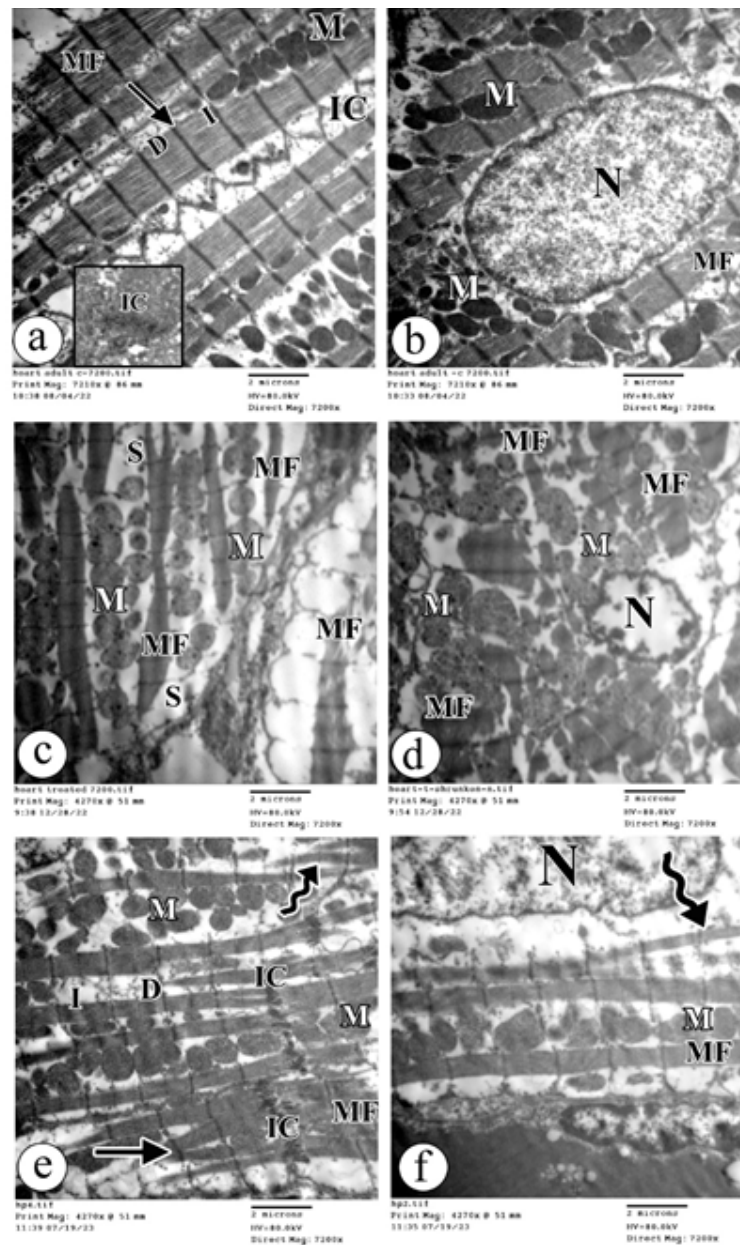 MF
M
IC
D
I
IC
a
heart adult c-7200.tif
Print Mag: 7210x @ 86 mm
10:38 08/04/22
2 microns
HV=80.0kV
Direct Mag: 7200x
M
N
M
MF
b
heart adult -c 7200.tif
Print Mag: 7210x @ 86 mm
10:33 08/04/22
2 microns
HV=80.0kV
Direct Mag: 7200x
S
MF
M
M
MF
MF
S
c
heart treated 7200.tif
Print Mag: 4270x @ 51 mm
9:38 12/28/22
2 microns
HV=80.0kV
Direct Mag: 7200x
MF
MF
M
M
N
MF
d
heart-t-shrunken-n.tif
Print Mag: 4270x @ 51 mm
9:54 12/28/22
2 microns
HV=80.0kV
Direct Mag: 7200x
M
IC
I
D
M
IC
MF
e
hp4.tif
Print Mag: 4270x @ 51 mm
11:39 07/19/23
2 microns
HV=80.0kV
Direct Mag: 7200x
N
M
MF
f
hp2.tif
Print Mag: 4270x @ 51 mm
11:35 07/19/23
2 microns
HV=80.0kV
Direct Mag: 7200x